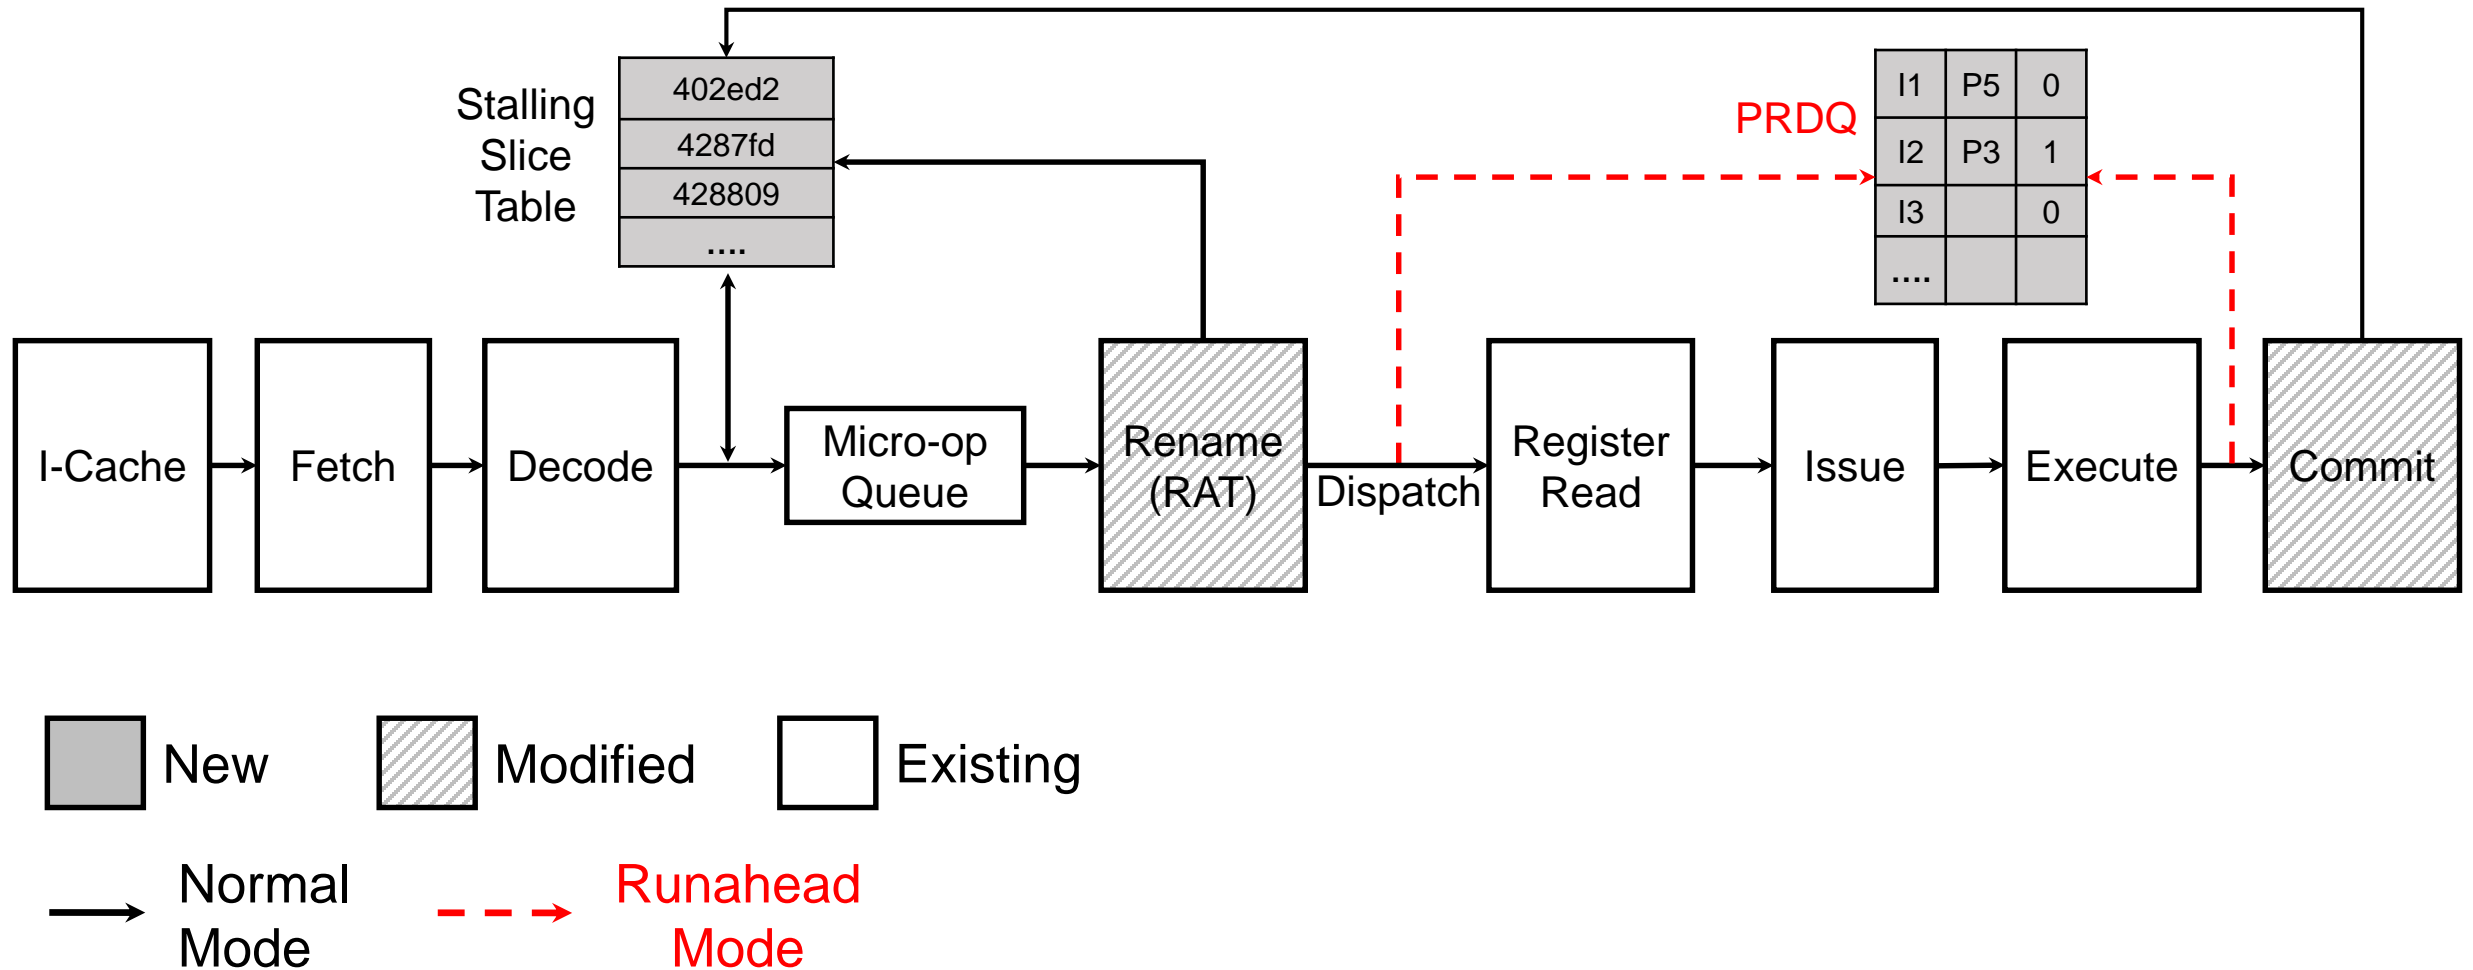 Stalling
Slice
Table
402ed2
4287fd
428809
....
PRDQ
I1 P5 0
I2 P3 1
I3 0
....
I-Cache
Fetch
Decode
Micro-op
Queue
Rename
(RAT)
Dispatch
Register
Read
Issue
Execute
Commit
New
Modified
Existing
Normal
Mode
Runahead
Mode